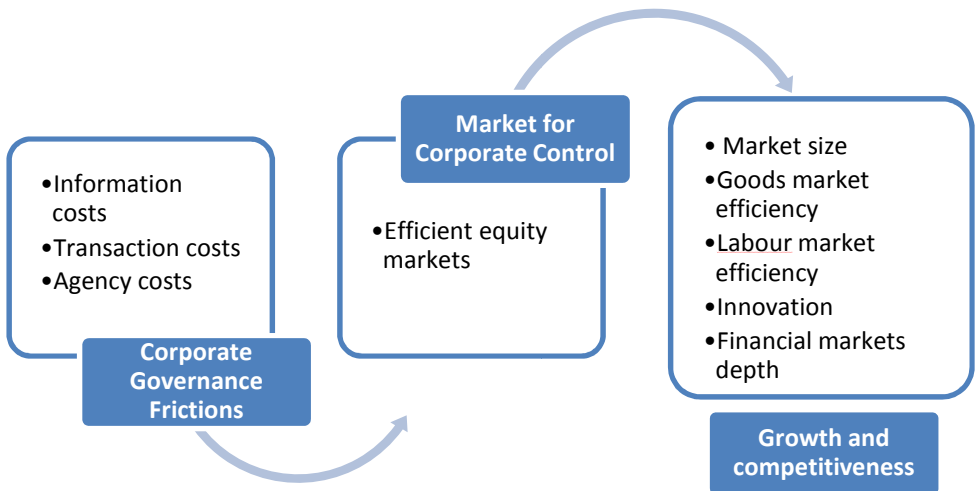 •Information
costs
•Transaction costs
•Agency costs
Corporate
Governance
Frictions
Market for
Corporate Control
•Efficient equity
markets
• Market size
•Goods market
efficiency
•Labour market
efficiency
•Innovation
•Financial markets
depth
Growth and
competitiveness